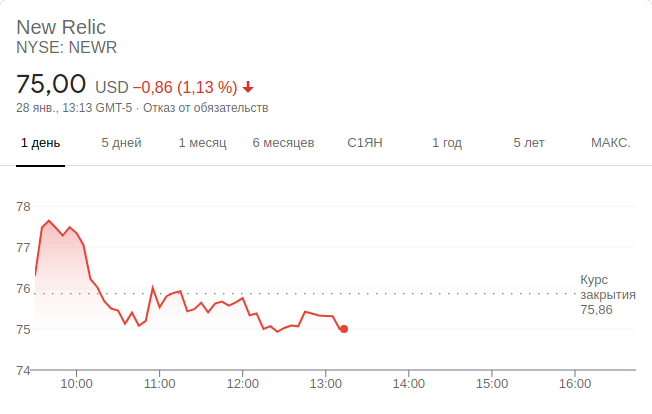 New Relic
NYSE: NEWR
75,00 USD −0,86 (1,13 %)
28 янв., 13:13 GMT-5 · Отказ от обязательств
1 день 5 дней 1 месяц 6 месяцев С1ЯН 1 год 5 лет МАКС.
78
77
76
75
74
Курс
закрытия
75,86
10:00 11:00 12:00 13:00 14:00 15:00 16:00